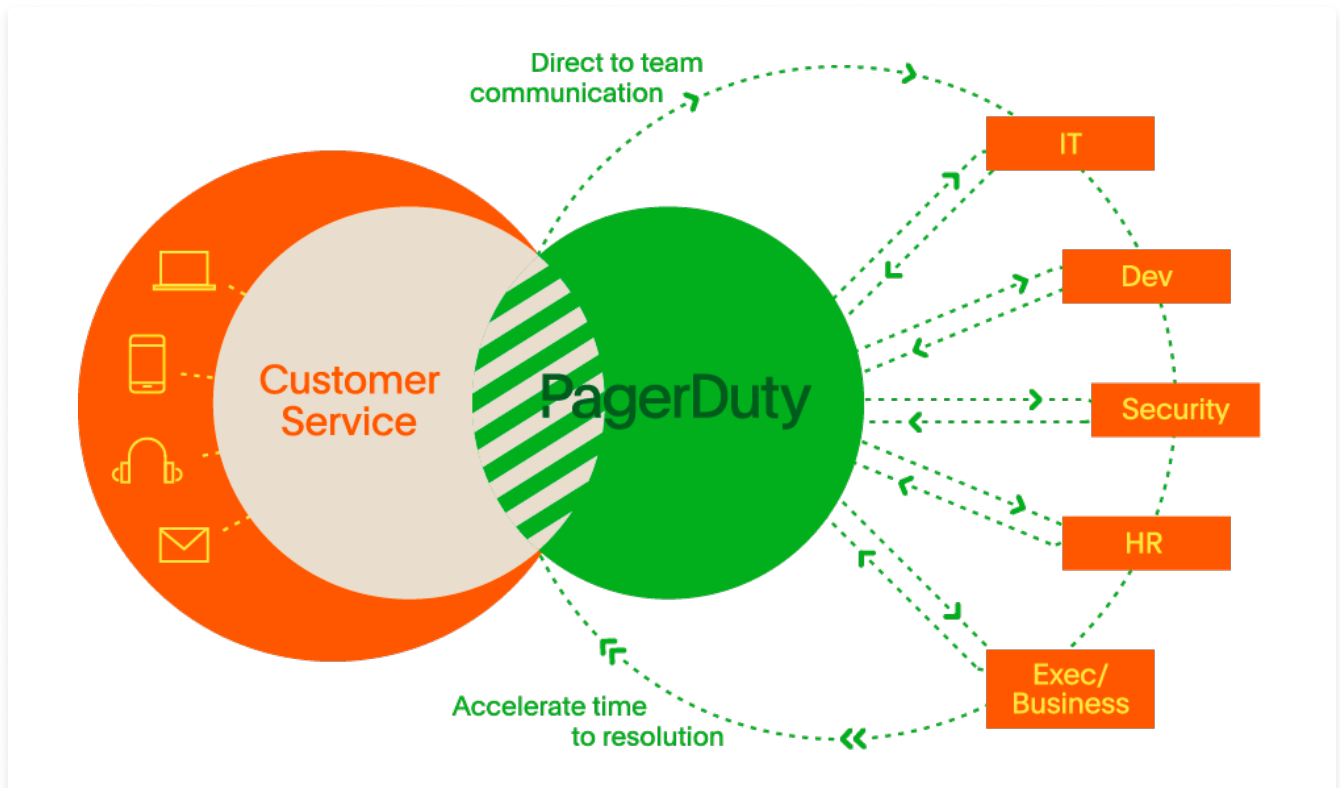 Direct to team
communication
IT
Dev
Customer
Service
PagerDuty
Security
HR
Exec/
Business
Accelerate time
to resolution